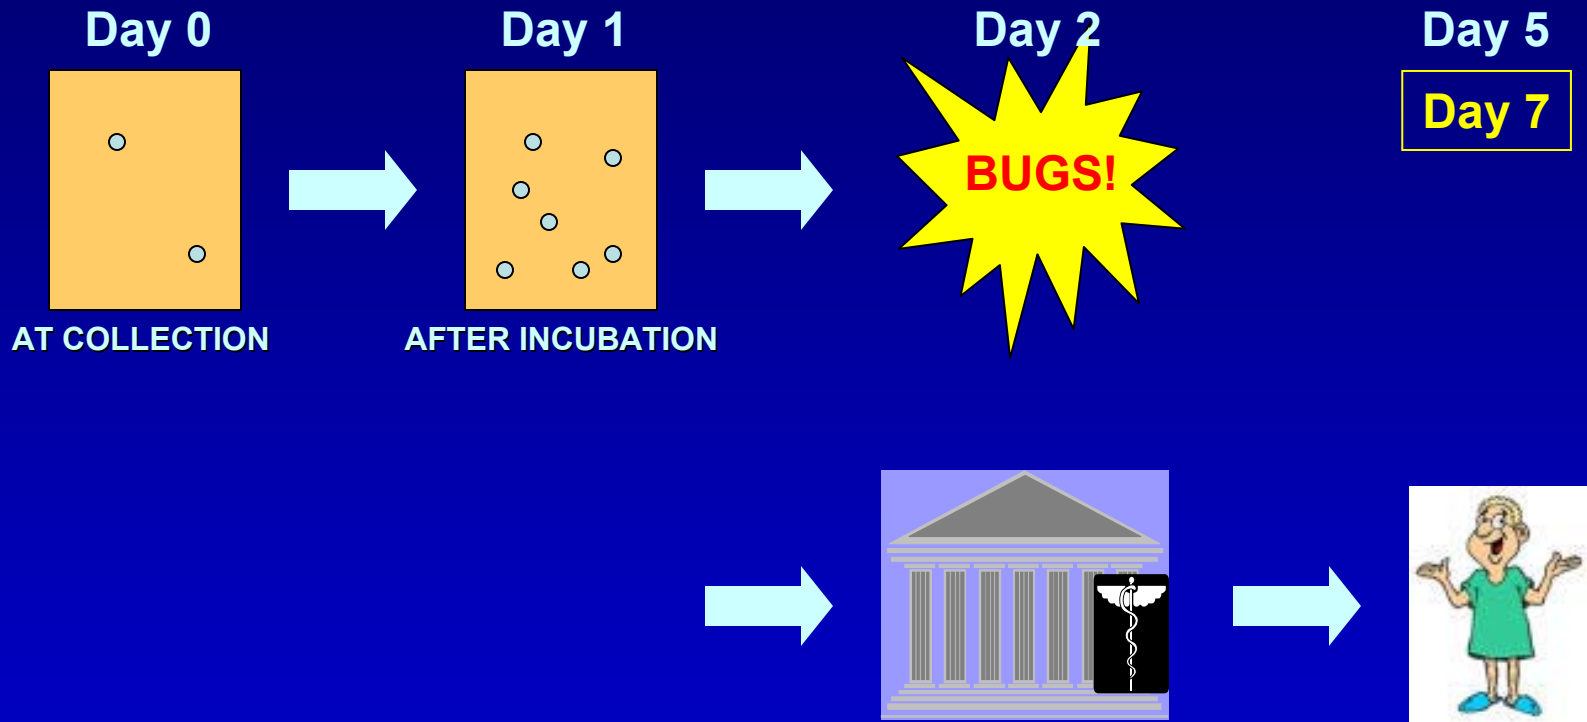 Day 0
Day 1
Day 2
Day 5
Day 7
BUGS!
AT COLLECTION
AFTER INCUBATION